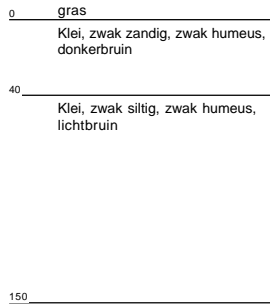 0 gras
Klei, zwak zandig, zwak humeus,
donkerbruin
40
Klei, zwak siltig, zwak humeus,
lichtbruin
150